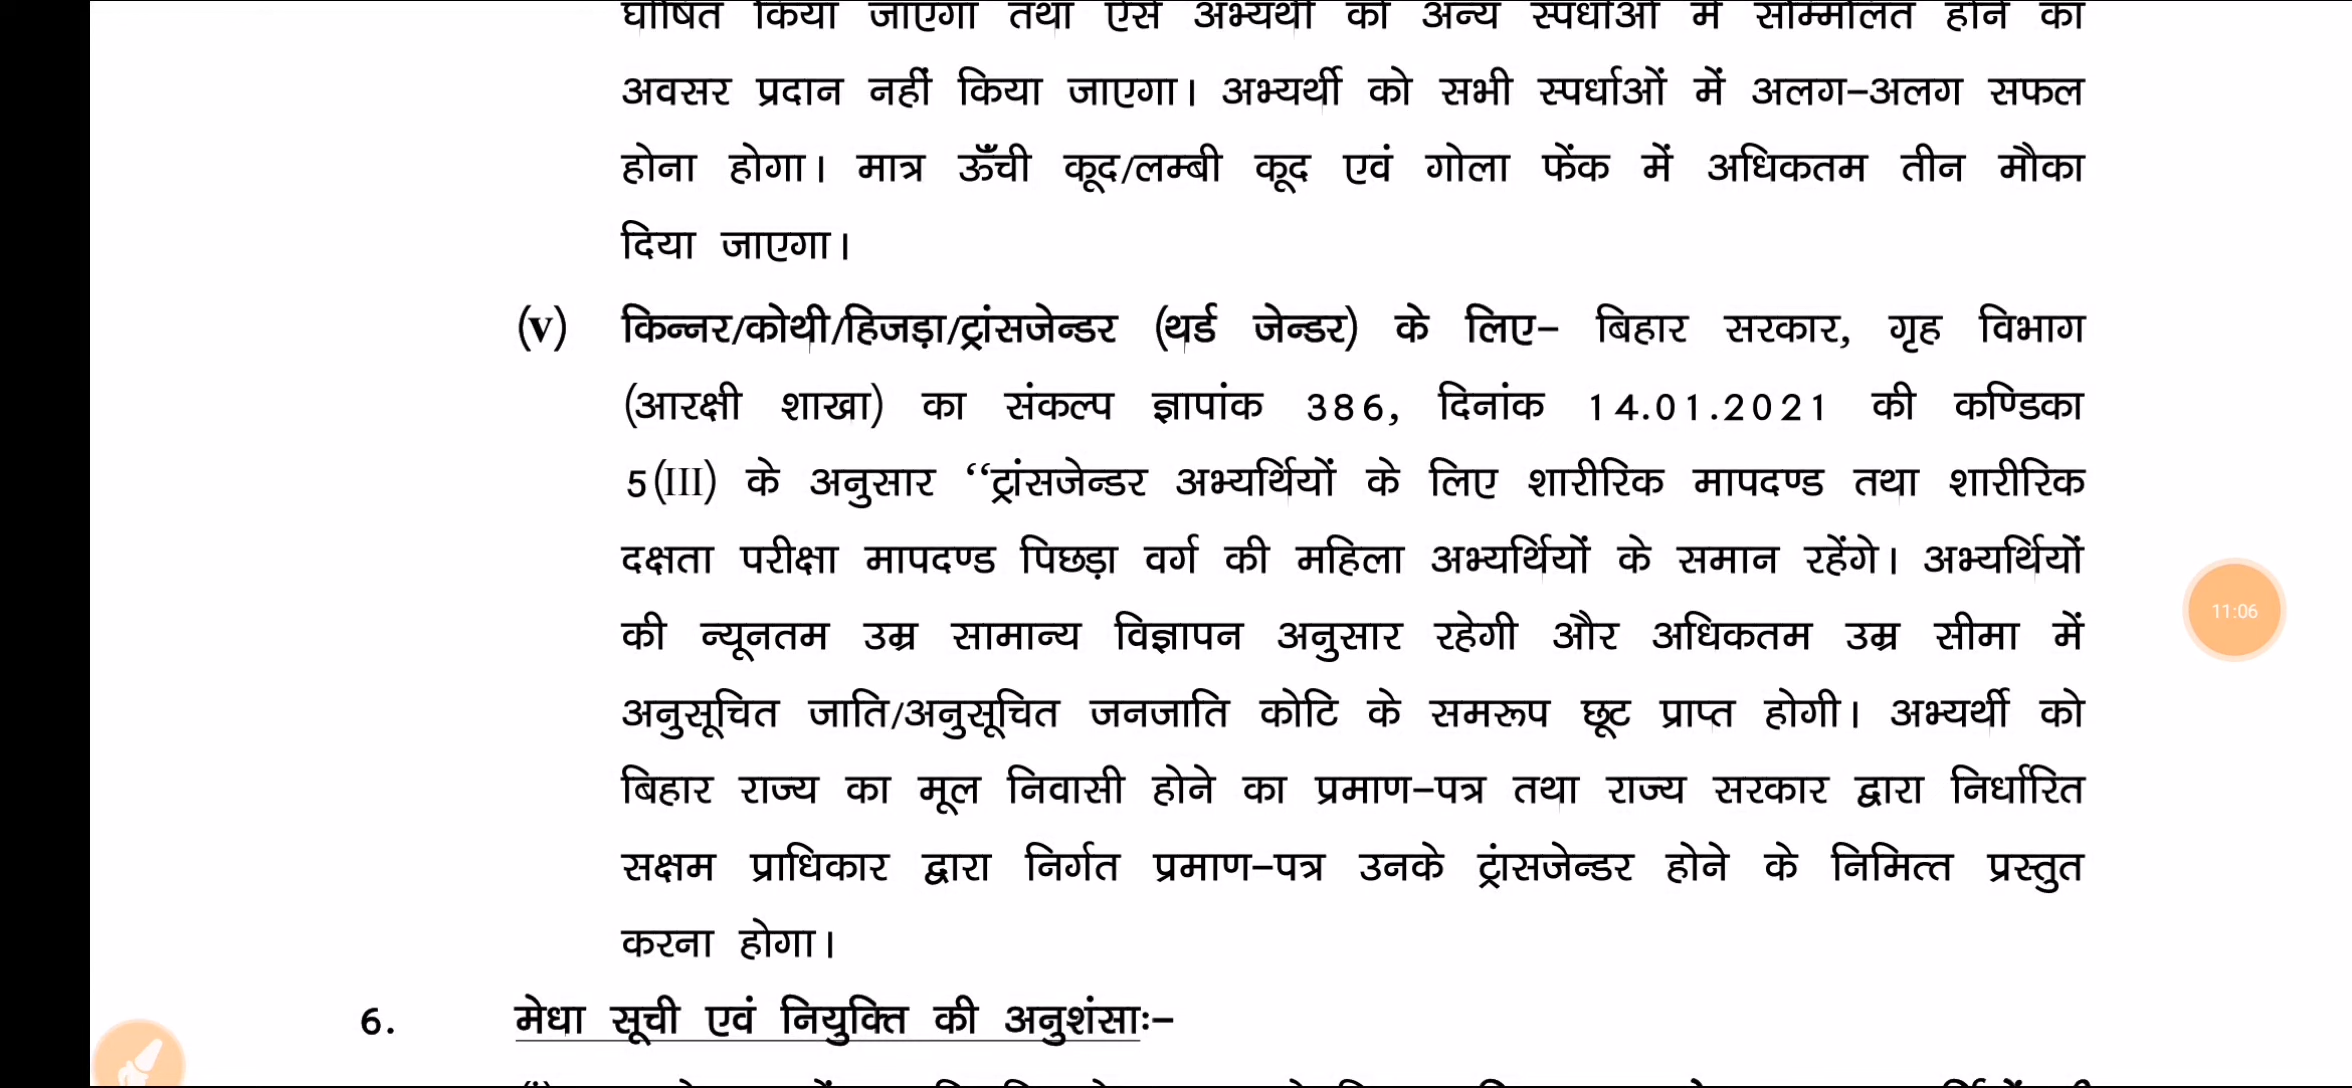 घोषित किया जाएगा तथा ऐसे अभ्यर्थी को अन्य स्पर्धाओं में सम्मिलित होने का
अवसर प्रदान नहीं किया जाएगा। अभ्यर्थी को सभी स्पर्धाओं में अलग–अलग सफल
होना होगा। मात्र ऊँची कूद/लम्बी कूद एवं गोला फेंक में अधिकतम तीन मौका
दिया जाएगा।
(v) किन्नर/कोथी/हिजड़ा/ट्रांसजेन्डर (थर्ड जेन्डर) के लिए– बिहार सरकार, गृह विभाग
(आरक्षी शाखा) का संकल्प ज्ञापांक 386, दिनांक 14.01.2021 की कण्डिका
5(III) के अनुसार ‘‘ट्रांसजेन्डर अभ्यर्थियों के लिए शारीरिक मापदण्ड तथा शारीरिक
दक्षता परीक्षा मापदण्ड पिछड़ा वर्ग की महिला अभ्यर्थियों के समान रहेंगे। अभ्यर्थियों
की न्यूनतम उम्र सामान्य विज्ञापन अनुसार रहेगी और अधिकतम उम्र सीमा में
अनुसूचित जाति/अनुसूचित जनजाति कोटि के समरूप छूट प्राप्त होगी। अभ्यर्थी को
बिहार राज्य का मूल निवासी होने का प्रमाण–पत्र तथा राज्य सरकार द्वारा निर्धारित
सक्षम प्राधिकार द्वारा निर्गत प्रमाण–पत्र उनके ट्रांसजेन्डर होने के निमित्त प्रस्तुत
करना होगा।
11:06
6. मेधा सूची एवं नियुक्ति की अनुशंसाः–